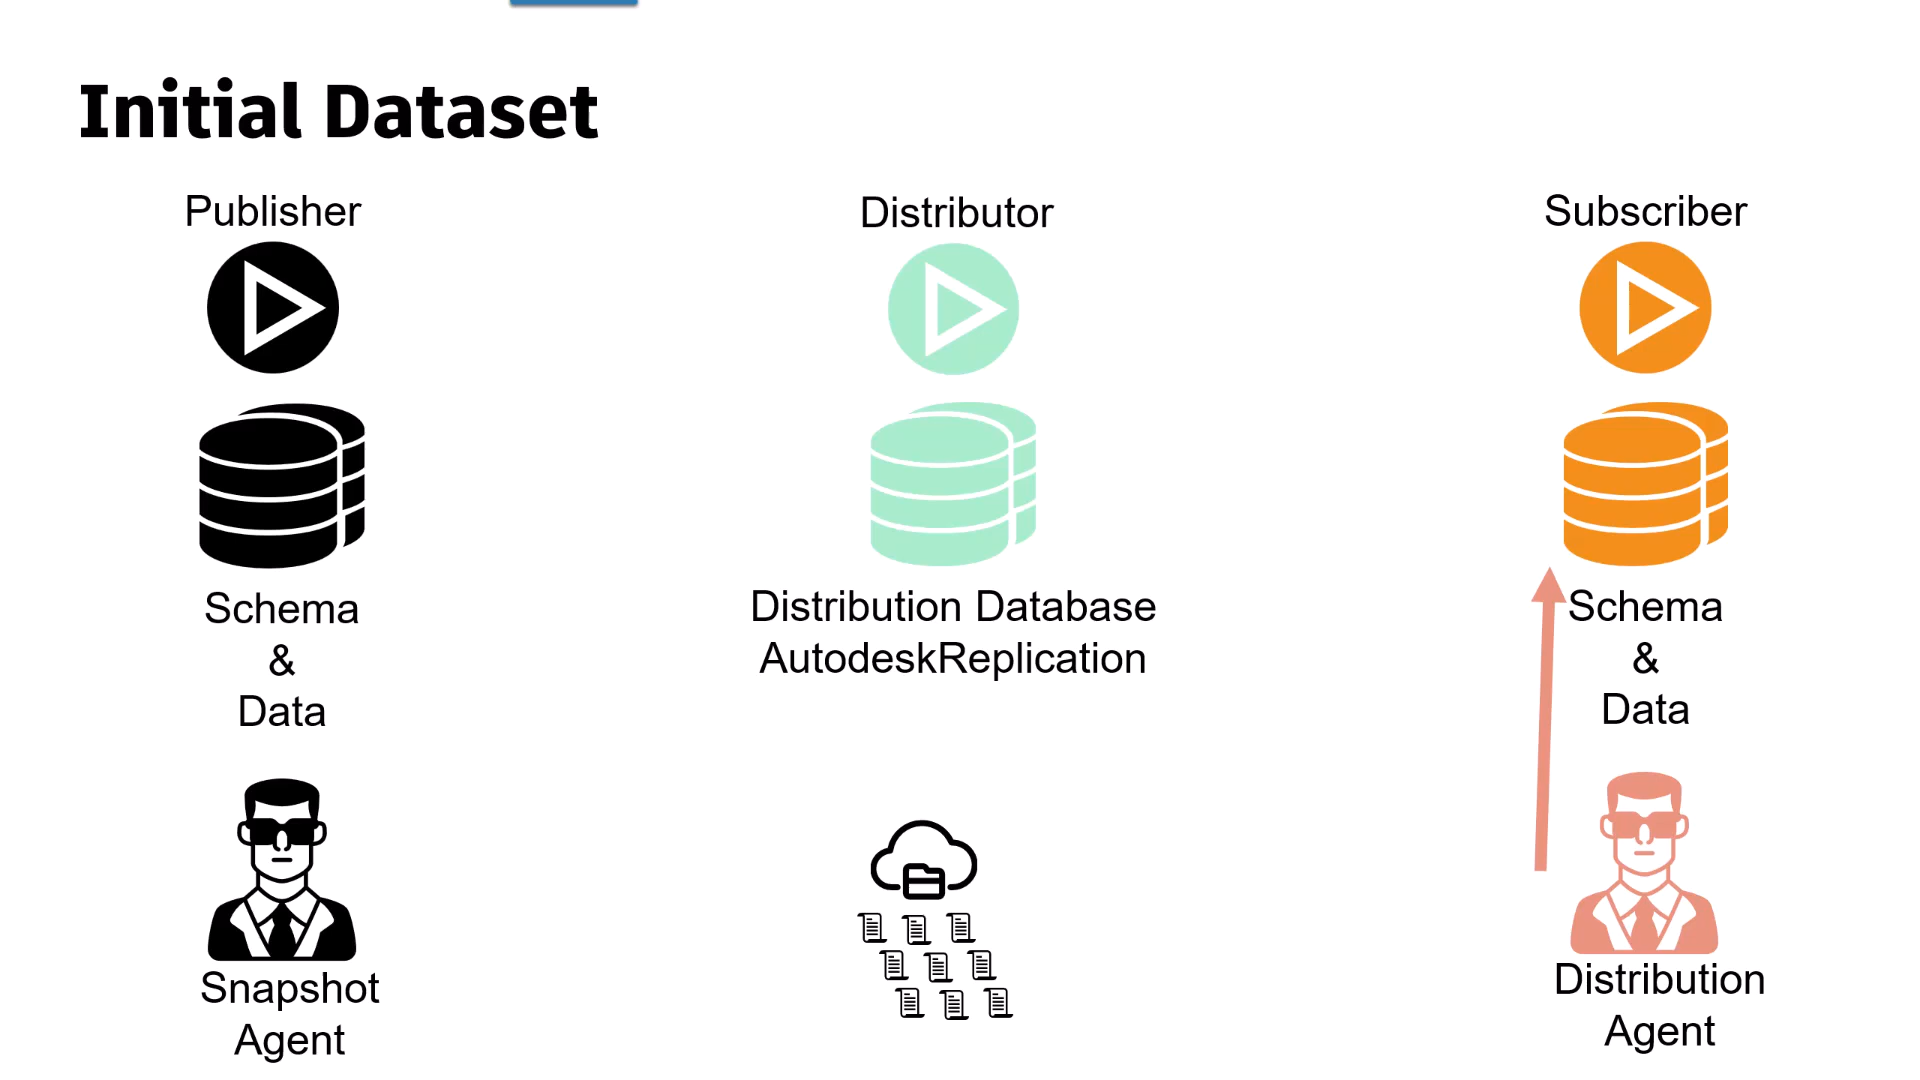 Initial Dataset
Publisher
Distributor
Subscriber
Schema
&
Data
Distribution Database
AutodeskReplication
Schema
&
Data
Snapshot
Agent
Distribution
Agent